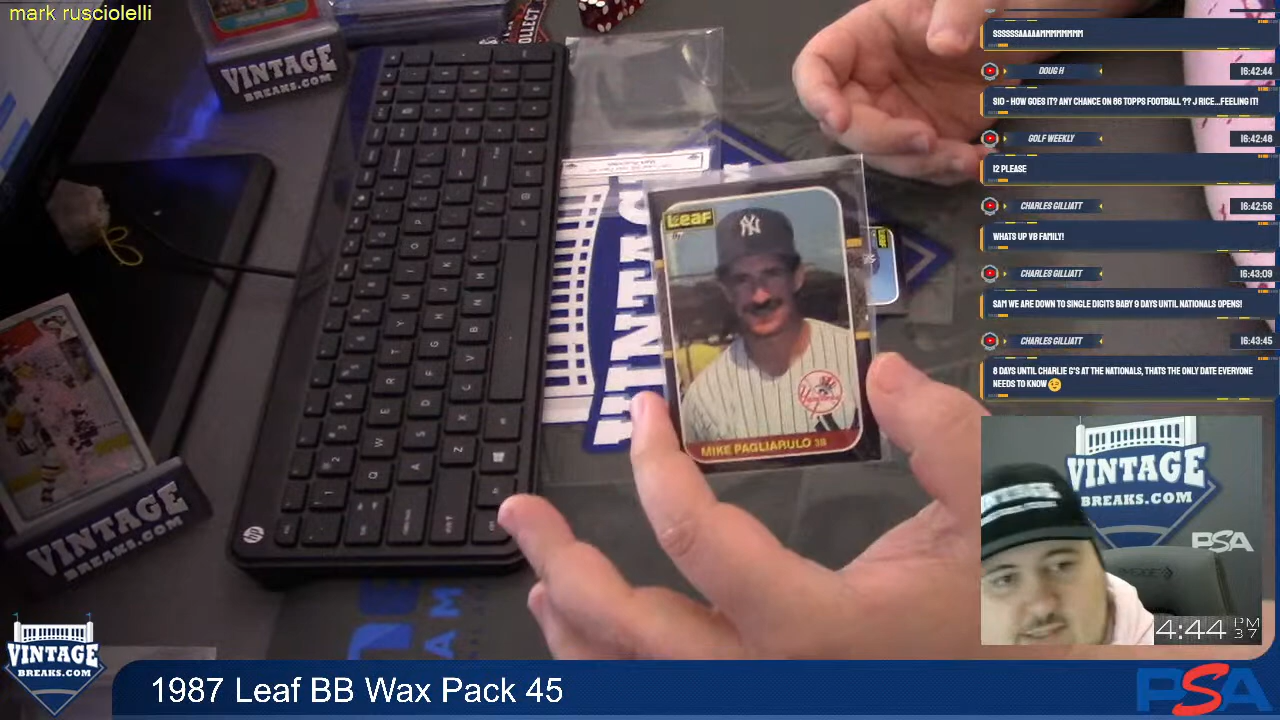 mark rusciolelli
VINTAGE
BREAKS.COM
COLLECT
SSSSSSAAAAAMMMMMMMM
DOUG H
16:42:44
SIO - HOW GOES IT? ANY CHANCE ON 86 TOPPS FOOTBALL ?? J RICE...FEELING IT!
GOLF WEEKLY
16:42:48
12 PLEASE
CHARLES GILLIATT
16:42:56
WHATS UP VB FAMILY!
CHARLES GILLIATT
16:43:09
SAM WE ARE DOWN TO SINGLE DIGITS BABY 9 DAYS UNTIL NATIONALS OPENS!
CHARLES GILLIATT
16:43:45
8 DAYS UNTIL CHARLIE G'S AT THE NATIONALS, THATS THE ONLY DATE EVERYONE
NEEDS TO KNOW😉
Leaf
NY
Yankees
MIKE PAGLIARULO 3B
VINTAGE
BREAKS.COM
hp
VINTAGE
BREAKS.COM
PSA
4:44 PM
37
VINTAGE
BREAKS.COM
1987 Leaf BB Wax Pack 45
PSA